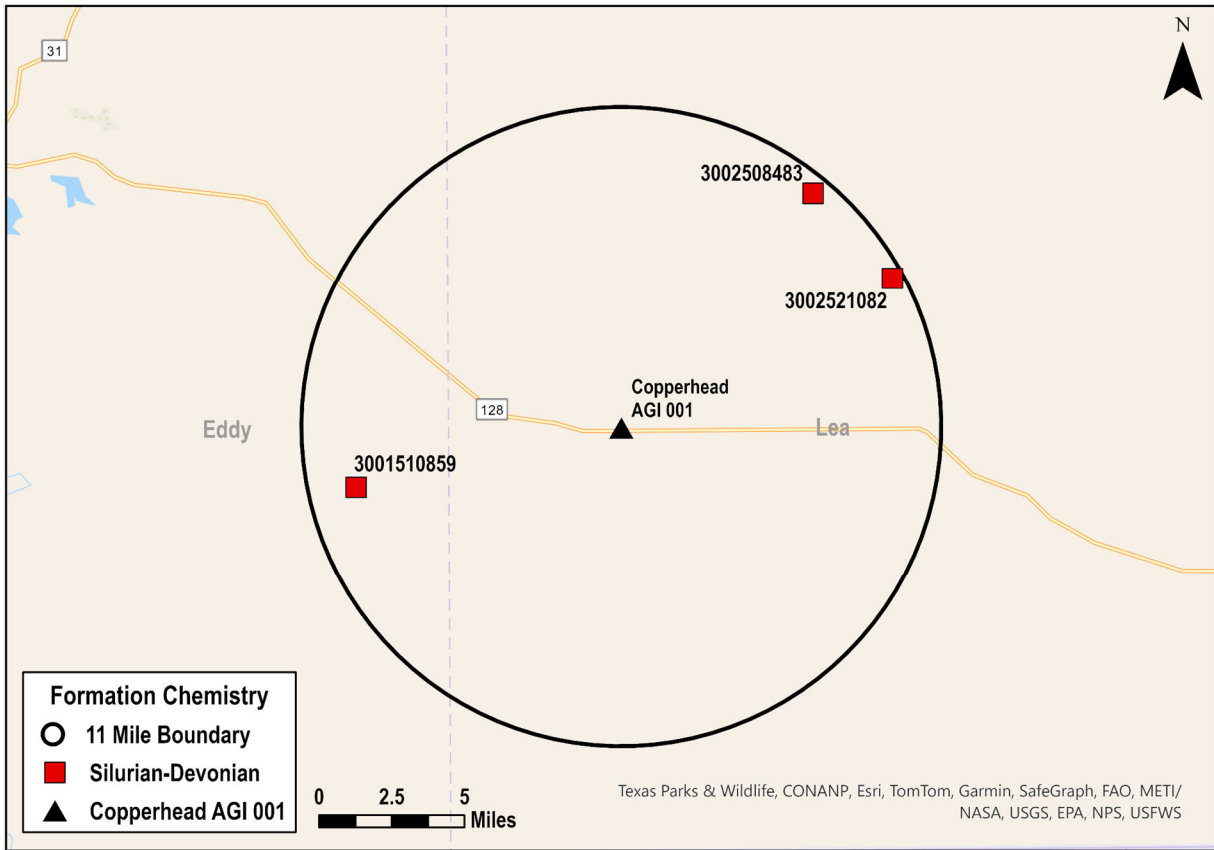 31
N
3002508483
3002521082
Copperhead
AGI 001
128
Eddy
Lea
3001510859
Formation Chemistry
11 Mile Boundary
Silurian-Devonian
Copperhead AGI 001
0 2.5 5
Miles
Texas Parks & Wildlife, CONANP, Esri, TomTom, Garmin, SafeGraph, FAO, METI/
NASA, USGS, EPA, NPS, USFWS